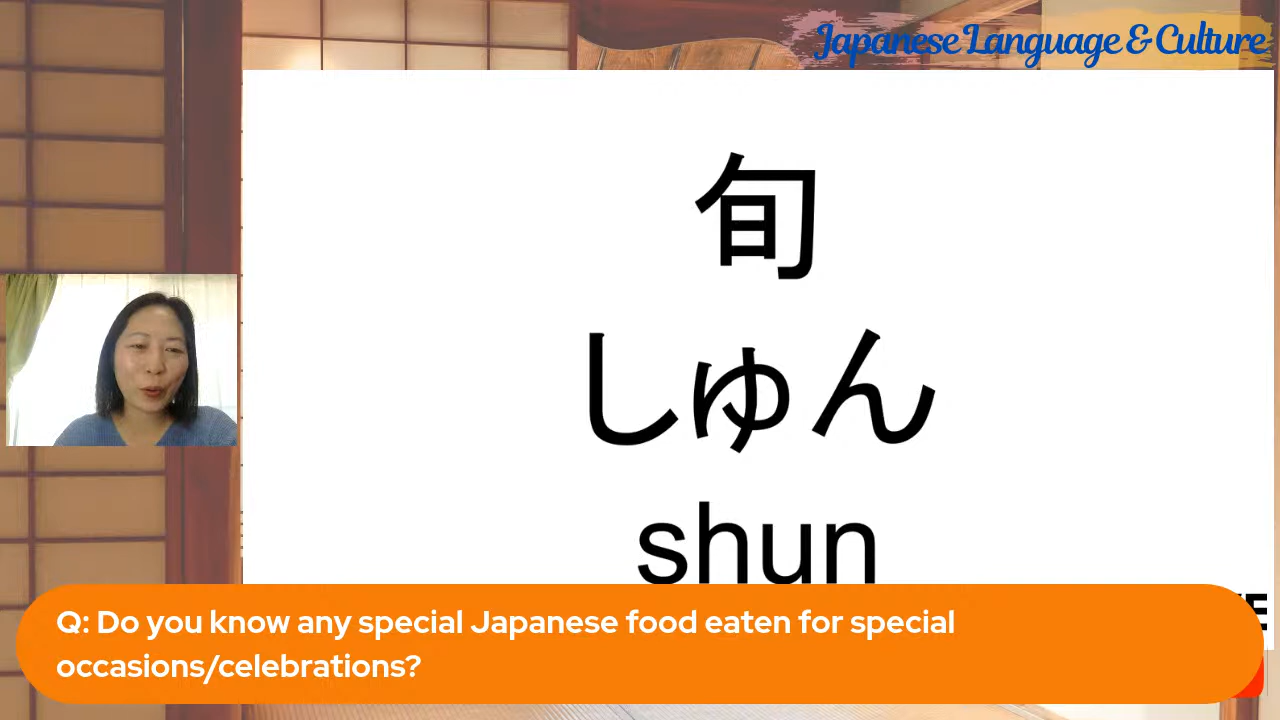 Japanese Language & Culture
旬
しゅん
shun
Q: Do you know any special Japanese food eaten for special
occasions/celebrations?